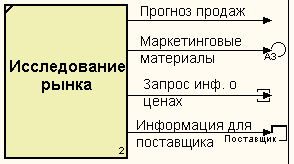 Исследование
рынка
2
Прогноз продаж
Маркетинговые
материалы
А3
Запрос инф. о
ценах
Информация для
поставщика
Поставщик